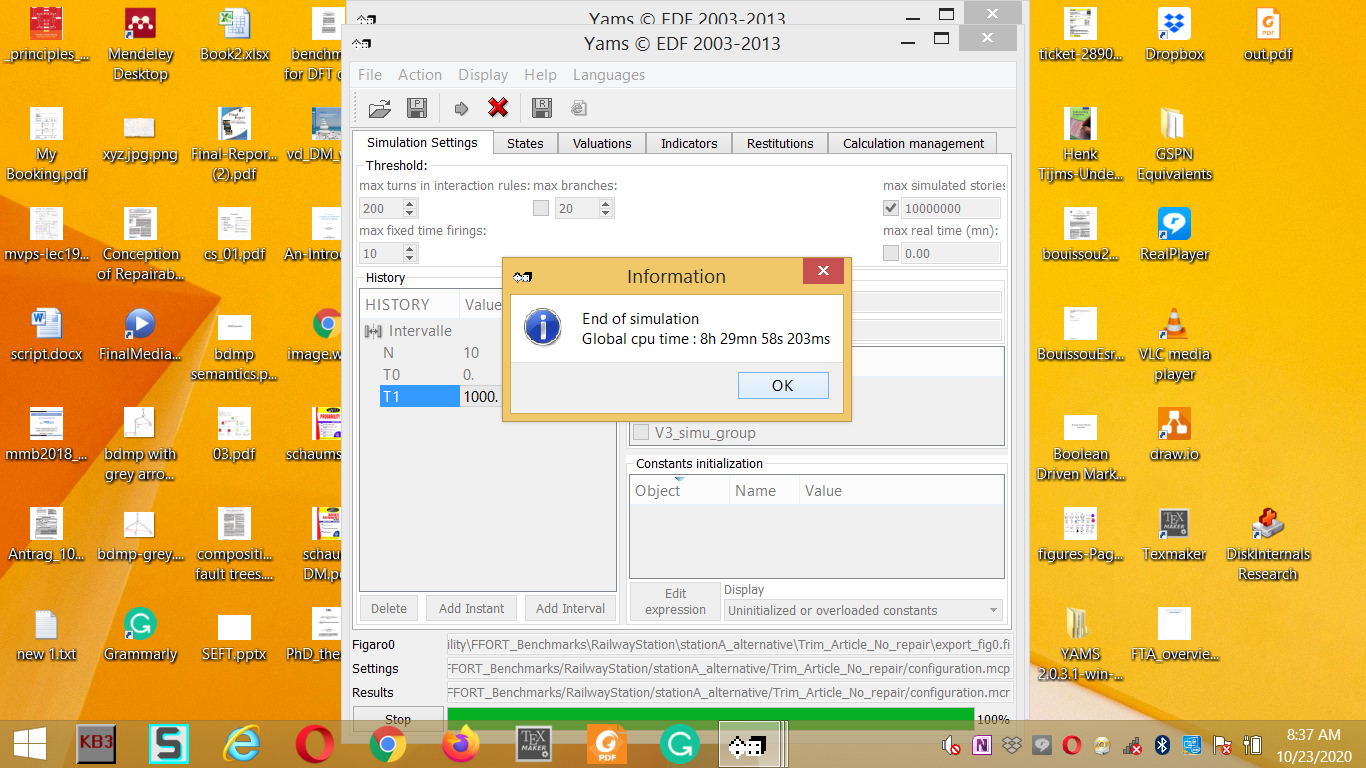 _principles_...
Mendeley
Desktop
Book2.xlsx
benchm
for DFT
My
Booking.pdf
xyz.jpg.png
Final-Repor...
(2).pdf
vd_DM_
mvps-lec19...
Conception
of Repairab...
cs_01.pdf
An-Introd
script.docx
FinalMedia...
bdmp
semantics.p...
image.w
mmb2018_...
bdmp with
grey arro...
03.pdf
schaums
Antrag_10...
bdmp-grey....
compositi...
fault trees....
schau
DM.p
new 1.txt
Grammarly
SEFT.pptx
PhD_the
Yams © EDF 2003-2013
Yams © EDF 2003-2013
File Action Display Help Languages
Simulation Settings States Valuations Indicators Restitutions Calculation management
Threshold:
max turns in interaction rules: max branches: max simulated stories
200 20 10000000
max fixed time firings: max real time (mn):
10 0.00
History
HISTORY Value
Intervalle
N 10
T0 0.
T1 1000.
Information
End of simulation
Global cpu time : 8h 29mn 58s 203ms
OK
V3_simu_group
Constants initialization
Object Name Value
Delete Add Instant Add Interval
Edit
expression
Display
Uninitialized or overloaded constants
Figaro0 ility\FFORT_Benchmarks\RailwayStation\stationA_alternative\Trim_Article_No_repair\export_fig0.fi
Settings FFORT_Benchmarks/RailwayStation/stationA_alternative/Trim_Article_No_repair/configuration.mcp
Results FFORT_Benchmarks/RailwayStation/stationA_alternative/Trim_Article_No_repair/configuration.mcr
Stop 100%
ticket-2890...
Dropbox
out.pdf
Henk
Tijms-Unde...
GSPN
Equivalents
bouissou2...
RealPlayer
BouissouEsr...
VLC media
player
Boolean
Driven Mark...
draw.io
figures-Pag...
Texmaker
DiskInternals
Research
YAMS
2.0.3.1-win-...
FTA_overvie...
KB3
TEX
MAKER
PDF
8:37 AM
10/23/2020